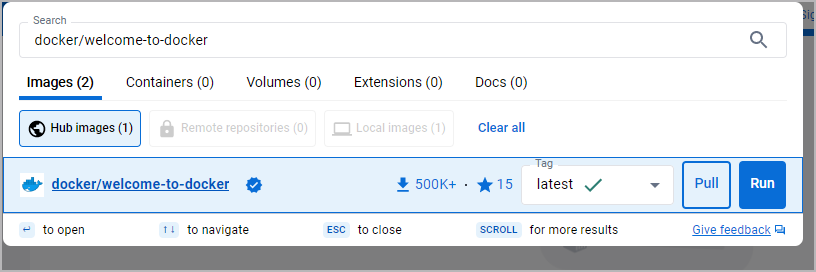 Search
docker/welcome-to-docker
Images (2) Containers (0) Volumes (0) Extensions (0) Docs (0)
Hub images (1) Remote repositories (0) Local images (1) Clear all
docker/welcome-to-docker 500K+ · 15 Tag latest Pull Run
↵ to open ↑↓ to navigate ESC to close SCROLL for more results Give feedback